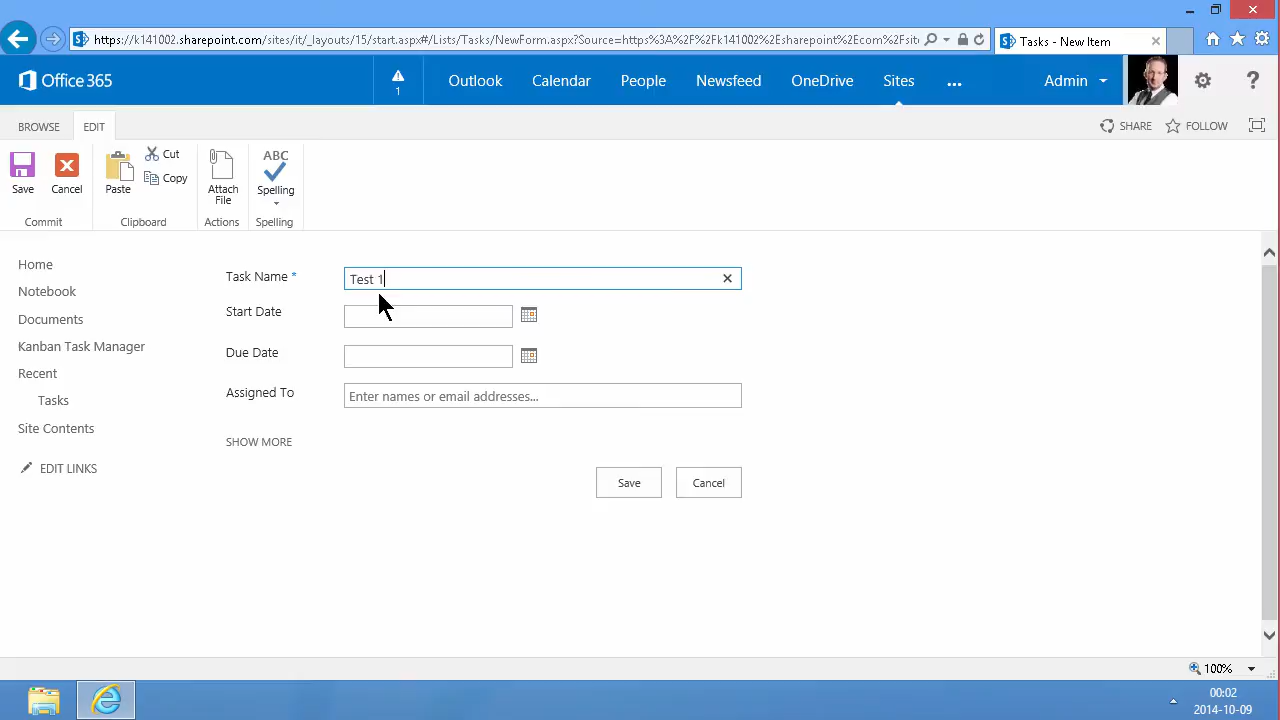 https://k141002.sharepoint.com/sites/it/_layouts/15/start.aspx#/Lists/Tasks/NewForm.aspx?Source=https%3A%2F%2Fk141002%2Esharepoint%2Ecom%2Fsit
Tasks - New Item
Office 365
1
Outlook Calendar People Newsfeed OneDrive Sites ... Admin ?
BROWSE EDIT SHARE FOLLOW
Save Cancel Paste Cut Copy Attach File ABC Spelling
Commit Clipboard Actions Spelling
Home
Notebook
Documents
Kanban Task Manager
Recent
Tasks
Site Contents
EDIT LINKS
Task Name * Test 1
Start Date
Due Date
Assigned To Enter names or email addresses...
SHOW MORE
Save Cancel
100%
00:02
2014-10-09